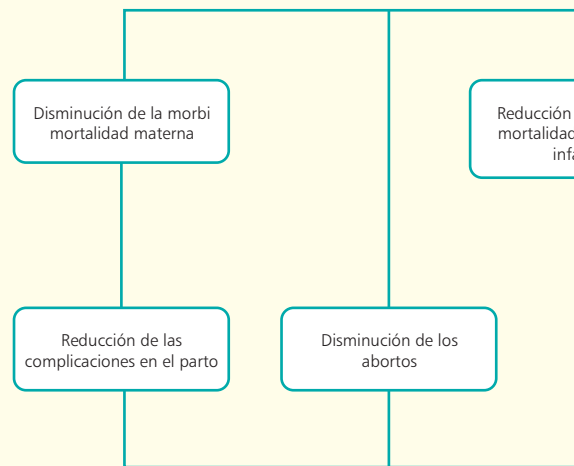 Disminución de la morbi
mortalidad materna
Reducción
mortalidad
Reducción de las
complicaciones en el parto
Disminución de los
abortos